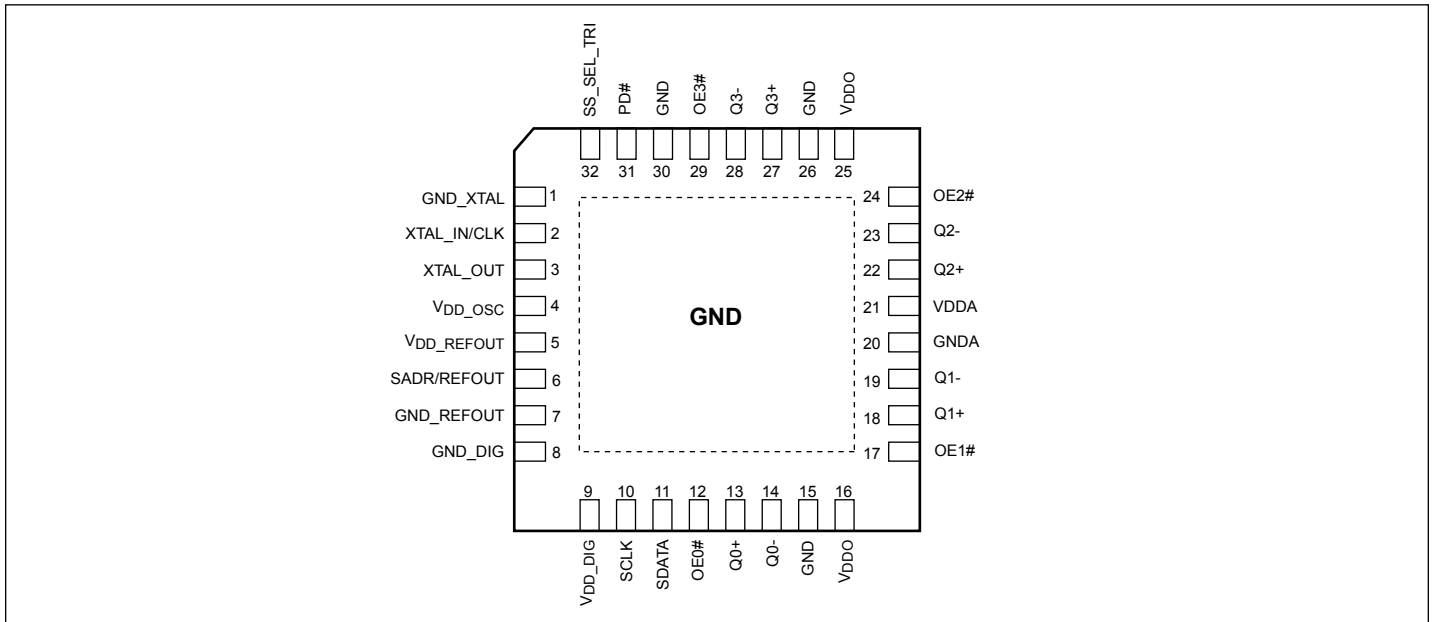 SS_SEL_TRI
PD#
GND
OE3#
Q3-
Q3+
GND
VDDO
32
31
30
29
28
27
26
25
GND_XTAL 1
XTAL_IN/CLK 2
XTAL_OUT 3
VDD_OSC 4
VDD_REFOUT 5
SADR/REFOUT 6
GND_REFOUT 7
GND_DIG 8
GND
24 OE2#
23 Q2-
22 Q2+
21 VDDA
20 GNDA
19 Q1-
18 Q1+
17 OE1#
9
10
11
12
13
14
15
16
VDD_DIG
SCLK
SDATA
OE0#
Q0+
Q0-
GND
VDDO